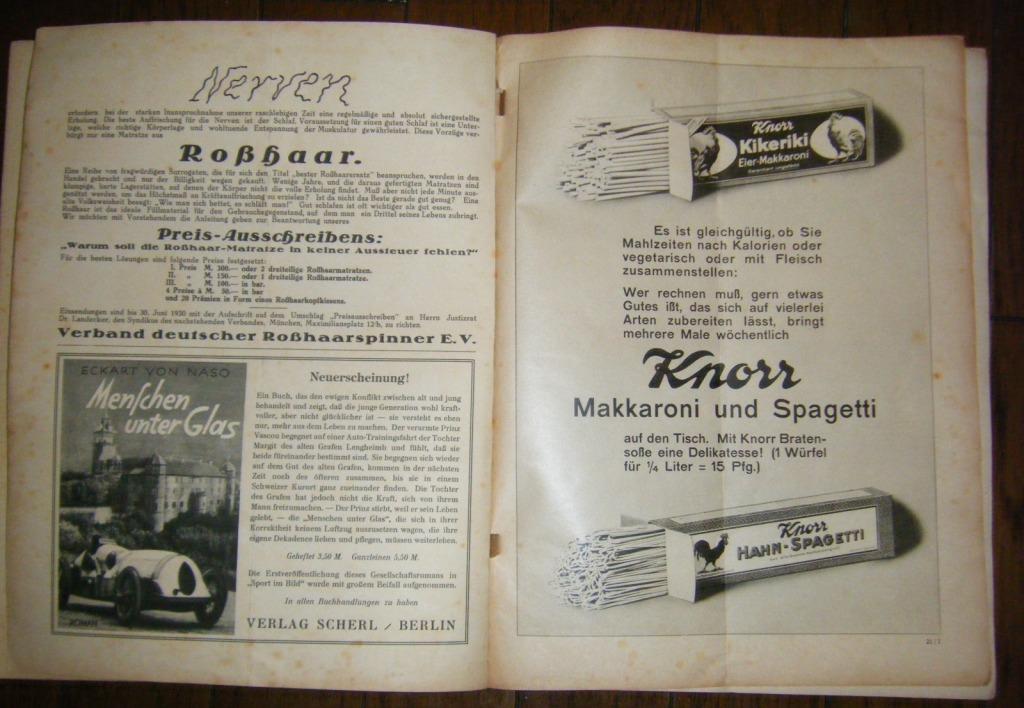 Nerven
erfordern bei der starken Inanspruchnahme unserer raschlebigen Zeit eine regelmäßige und absolut sichergestellte
Erholung. Die beste Auffrischung für die Nerven ist der Schlaf. Voraussetzung für einen guten Schlaf ist eine Unter-
lage, welche richtige Körperlage und wohltuende Entspannung der Muskulatur gewährleistet. Diese Vorzüge ver-
bürgt nur eine Matratze aus
Roßhaar.
Eine Reihe von fragwürdigen Surrogaten, die für sich den Titel „bester Roßhaarersatz" beanspruchen, werden in den
Handel gebracht und nur der Billigkeit wegen gekauft. Wenige Jahre, und die daraus gefertigten Matratzen sind
klumpige, harte Lagerstätten, auf denen der Körper nicht die volle Erholung findet. Muß aber nicht jede Minute aus-
genützt werden, um das Höchstmaß an Kräfteauffrischung zu erzielen? Ist da nicht das Beste gerade gut genug? Eine
alte Volksweisheit besagt: „Wie man sich bettet, so schläft man!" Gut schlafen ist oft wichtiger als gut essen.
Roßhaar ist das ideale Füllmaterial für den Gebrauchsgegenstand, auf dem man ein Drittel seines Lebens zubringt.
Wir möchten mit Vorstehendem die Anleitung geben zur Beantwortung unseres
Preis-Ausschreibens:
„Warum soll die Roßhaar-Matratze in keiner Aussteuer fehlen?"
Für die besten Lösungen sind folgende Preise festgesetzt:
I. Preis M. 300.— oder 2 dreiteilige Roßhaarmatratzen.
II. „ M. 150.— oder 1 dreiteilige Roßhaarmatratze.
III. „ M. 100.— in bar.
4 Preise à M. 50.— in bar
und 20 Prämien in Form eines Roßhaarkopfkissens.
Einsendungen sind bis 30. Juni 1930 mit der Aufschrift auf dem Umschlag „Preisausschreiben" an Herrn Justizrat
Dr. Landecker, den Syndikus des nachstehenden Verbandes, München, Maximiliansplatz 12/b, zu richten.
Verband deutscher Roßhaarspinner E.V.
ECKART VON NASO
Menschen
unter Glas
ROMAN
Neuerscheinung!
Ein Buch, das den ewigen Konflikt zwischen alt und jung
behandelt und zeigt, daß die junge Generation wohl kraft-
voller, aber nicht glücklicher ist — sie versteht es eben
nur, mehr aus dem Leben zu machen. Der verarmte Prinz
Vascou begegnet auf einer Auto-Trainingsfahrt der Tochter
Margit des alten Grafen Lengheimb und fühlt, daß sie
beide füreinander bestimmt sind. Sie begegnen sich wieder
auf dem Gut des alten Grafen, kommen in der nächsten
Zeit noch des öfteren zusammen, bis sie in einem
Schweizer Kurort ganz zueinander finden. Die Tochter
des Grafen hat jedoch nicht die Kraft, sich von ihrem
Mann freizumachen. — Der Prinz stirbt, weil er sein Leben
gelebt, — die „Menschen unter Glas", die sich in ihrer
Korrektheit keinem Luftzug auszusetzen wagen, die ihre
eigene Dekadence lieben und pflegen, müssen weiterleben.
Geheftet 3,50 M. Ganzleinen 5,50 M.
Die Erstveröffentlichung dieses Gesellschaftsromans in
„Sport im Bild" wurde mit großem Beifall aufgenommen.
In allen Buchhandlungen zu haben
VERLAG SCHERL / BERLIN
Knorr
Kikeriki
Eier-Makkaroni
Es ist gleichgültig, ob Sie
Mahlzeiten nach Kalorien oder
vegetarisch oder mit Fleisch
zusammenstellen:
Wer rechnen muß, gern etwas
Gutes ißt, das sich auf vielerlei
Arten zubereiten lässt, bringt
mehrere Male wöchentlich
Knorr
Makkaroni und Spagetti
auf den Tisch. Mit Knorr Braten-
soße eine Delikatesse! (1 Würfel
für ¼ Liter = 15 Pfg.)
Knorr
HAHN-SPAGETTI